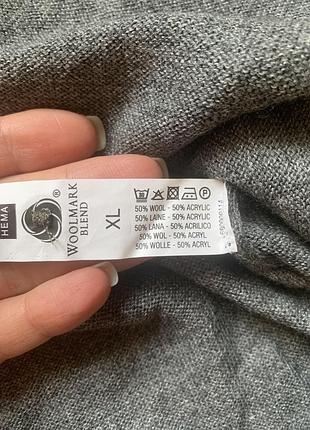 HEMA
®
WOOLMARK
BLEND
XL
50% WOOL - 50% ACRYLIC
50% LAINE - 50% ACRYLIC
50% LANA - 50% ACRILICO
50% WOL - 50% ACRYL
50% WOLLE - 50% ACRYL